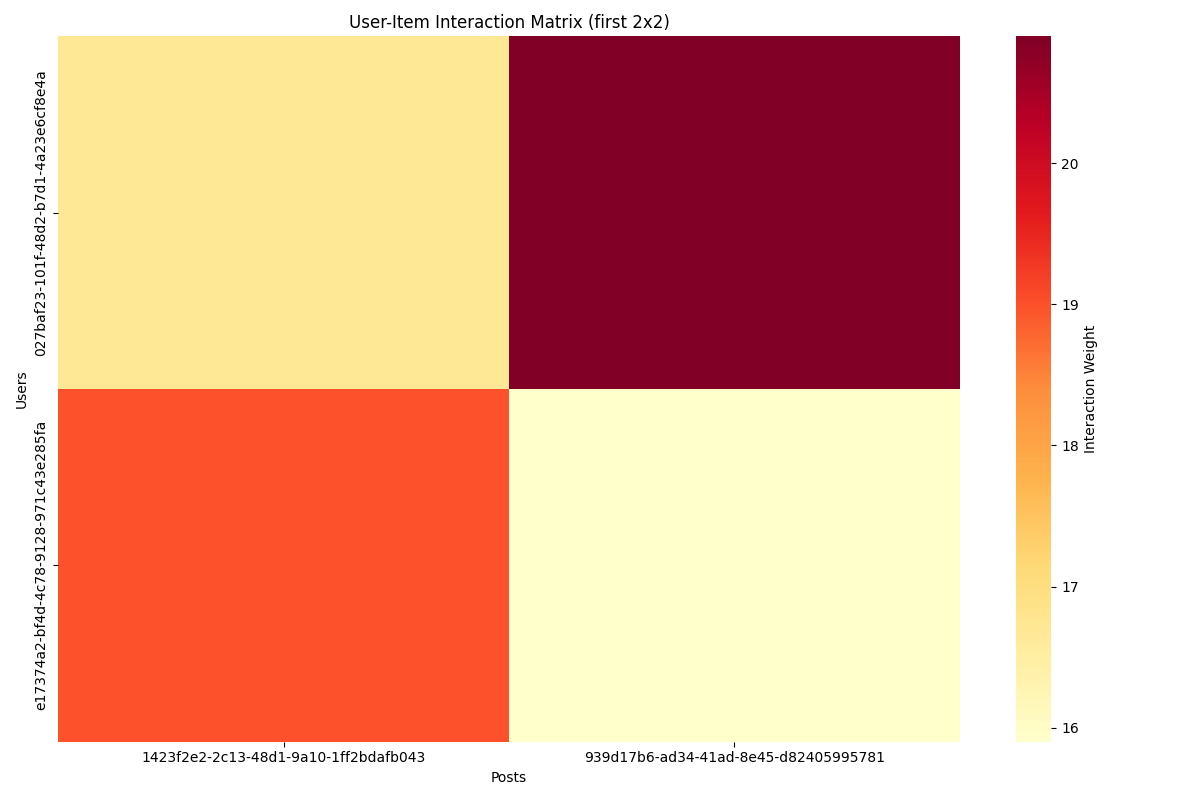 User-Item Interaction Matrix (first 2x2)
Users
027baf23-101f-48d2-b7d1-4a23e6cf8e4a
e17374a2-bf4d-4c78-9128-971c43e285fa
1423f2e2-2c13-48d1-9a10-1ff2bdafb043
939d17b6-ad34-41ad-8e45-d82405995781
Posts
20
19
18
17
16
Interaction Weight